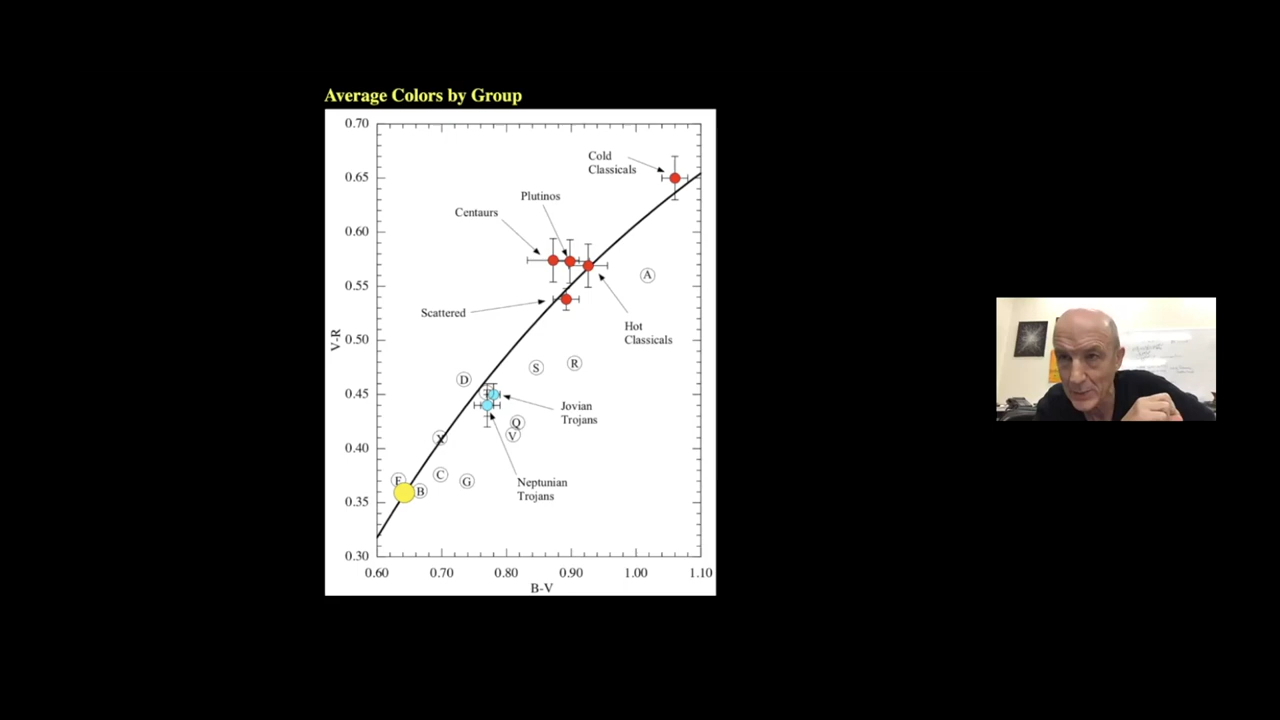 Average Colors by Group
0.70
0.65
0.60
0.55
0.50
0.45
0.40
0.35
0.30
V-R
Cold
Classicals
Plutinos
Centaurs
A
Scattered
Hot
Classicals
R
S
D
Jovian
Trojans
Q
V
X
C
G
F
B
Neptunian
Trojans
0.60 0.70 0.80 0.90 1.00 1.10
B-V